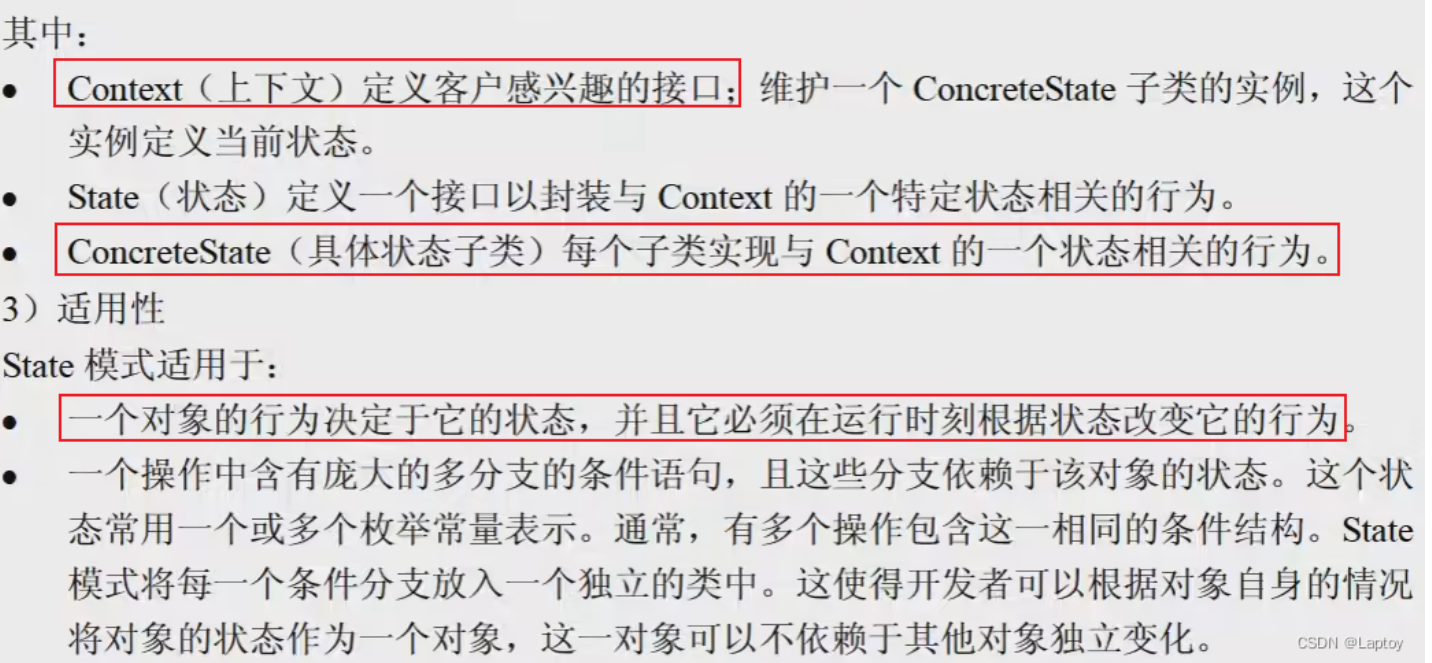 其中：
● Context（上下文）定义客户感兴趣的接口；维护一个 ConcreteState 子类的实例，这个
实例定义当前状态。
● State（状态）定义一个接口以封装与 Context 的一个特定状态相关的行为。
● ConcreteState（具体状态子类）每个子类实现与 Context 的一个状态相关的行为。
3）适用性
State 模式适用于：
● 一个对象的行为决定于它的状态，并且它必须在运行时刻根据状态改变它的行为。
● 一个操作中含有庞大的多分支的条件语句，且这些分支依赖于该对象的状态。这个状
态常用一个或多个枚举常量表示。通常，有多个操作包含这一相同的条件结构。State
模式将每一个条件分支放入一个独立的类中。这使得开发者可以根据对象自身的情况
将对象的状态作为一个对象，这一对象可以不依赖于其他对象独立变化。
CSDN @Laptoy